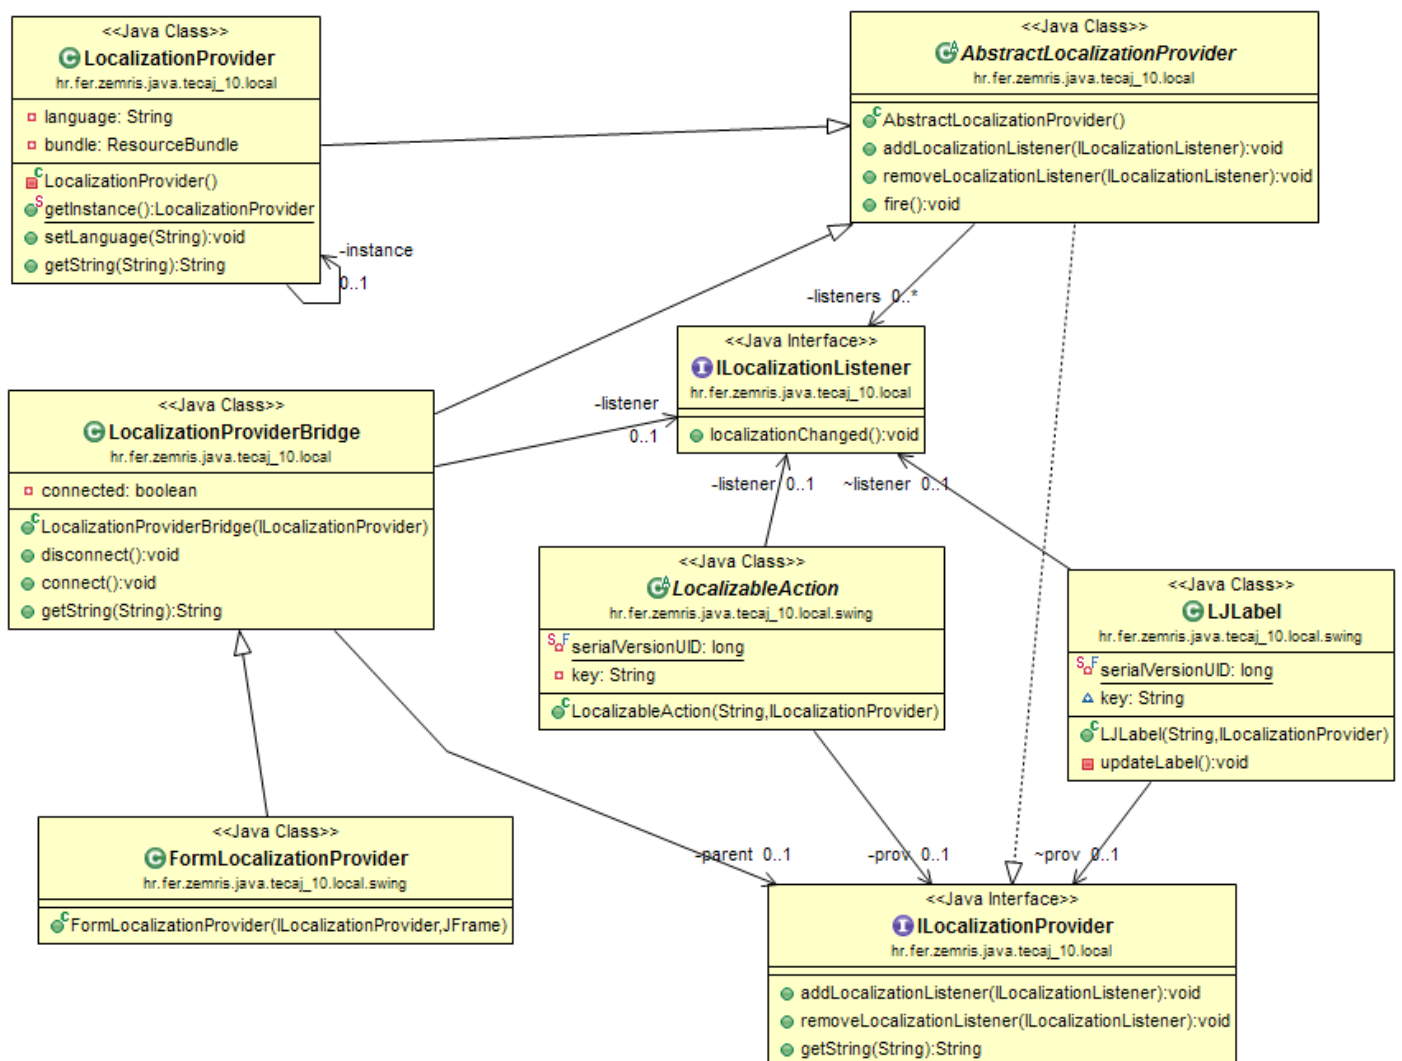 <<Java Class>>
LocalizationProvider
hr.fer.zemris.java.tecaj_10.local
language: String
bundle: ResourceBundle
LocalizationProvider()
getInstance():LocalizationProvider
setLanguage(String):void
getString(String):String
-instance
0..1
<<Java Class>>
AbstractLocalizationProvider
hr.fer.zemris.java.tecaj_10.local
AbstractLocalizationProvider()
addLocalizationListener(ILocalizationListener):void
removeLocalizationListener(ILocalizationListener):void
fire():void
-listeners 0..*
<<Java Interface>>
ILocalizationListener
hr.fer.zemris.java.tecaj_10.local
localizationChanged():void
-listener
0..1
-listener 0..1
~listener 0..1
<<Java Class>>
LocalizationProviderBridge
hr.fer.zemris.java.tecaj_10.local
connected: boolean
LocalizationProviderBridge(ILocalizationProvider)
disconnect():void
connect():void
getString(String):String
<<Java Class>>
LocalizableAction
hr.fer.zemris.java.tecaj_10.local.swing
serialVersionUID: long
key: String
LocalizableAction(String,ILocalizationProvider)
<<Java Class>>
LJLabel
hr.fer.zemris.java.tecaj_10.local.swing
serialVersionUID: long
key: String
LJLabel(String,ILocalizationProvider)
updateLabel():void
<<Java Class>>
FormLocalizationProvider
hr.fer.zemris.java.tecaj_10.local.swing
FormLocalizationProvider(ILocalizationProvider,JFrame)
-parent 0..1
-prov 0..1
~prov 0..1
<<Java Interface>>
ILocalizationProvider
hr.fer.zemris.java.tecaj_10.local
addLocalizationListener(ILocalizationListener):void
removeLocalizationListener(ILocalizationListener):void
getString(String):String